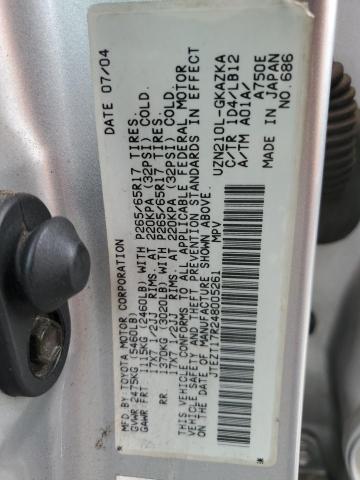 MFD.BY TOYOTA MOTOR CORPORATION DATE 07/04
GVWR 2475KG (5460LB)
GAWR FRT 1115KG (2460LB) WITH P265/65R17 TIRES.
17X7 1/2JJ RIMS. AT 220KPA (32PSI) COLD.
RR 1370KG (3020LB) WITH P265/65R17 TIRES.
17X7 1/2JJ RIMS. AT 220KPA (32PSI) COLD.
THIS VEHICLE CONFORMS TO ALL APPLICABLE FEDERAL MOTOR
VEHICLE SAFETY AND THEFT PREVENTION STANDARDS IN EFFECT
ON THE DATE OF MANUFACTURE SHOWN ABOVE.
*JTEZT17R248005261* MPV
UZN210L-GKAZKA
C/TR 1D4/LB12
A/TM A01A/ A750E
MADE IN JAPAN
NO.686